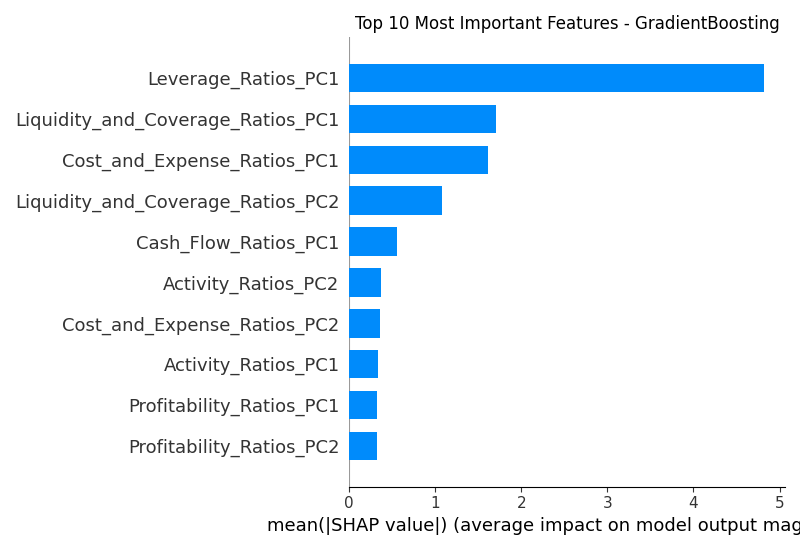 Top 10 Most Important Features - GradientBoosting
Leverage_Ratios_PC1
Liquidity_and_Coverage_Ratios_PC1
Cost_and_Expense_Ratios_PC1
Liquidity_and_Coverage_Ratios_PC2
Cash_Flow_Ratios_PC1
Activity_Ratios_PC2
Cost_and_Expense_Ratios_PC2
Activity_Ratios_PC1
Profitability_Ratios_PC1
Profitability_Ratios_PC2
0 1 2 3 4 5
mean(|SHAP value|) (average impact on model output mag